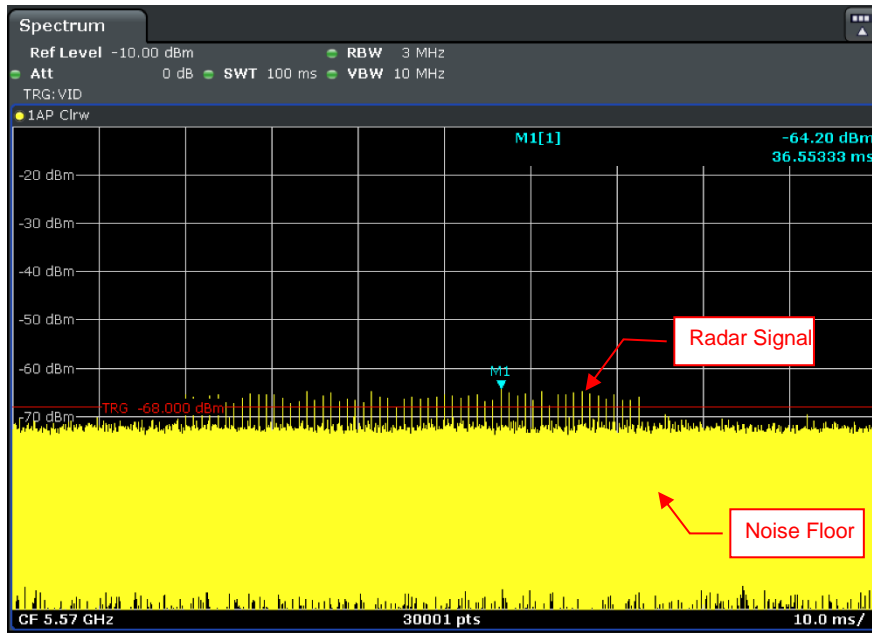 Spectrum
Ref Level -10.00 dBm RBW 3 MHz
Att 0 dB SWT 100 ms VBW 10 MHz
TRG:VID
1AP Clrw
M1[1] -64.20 dBm
36.55333 ms
-20 dBm
-30 dBm
-40 dBm
-50 dBm
Radar Signal
-60 dBm
M1
TRG -68.000 dBm
-70 dBm
Noise Floor
CF 5.57 GHz 30001 pts 10.0 ms/